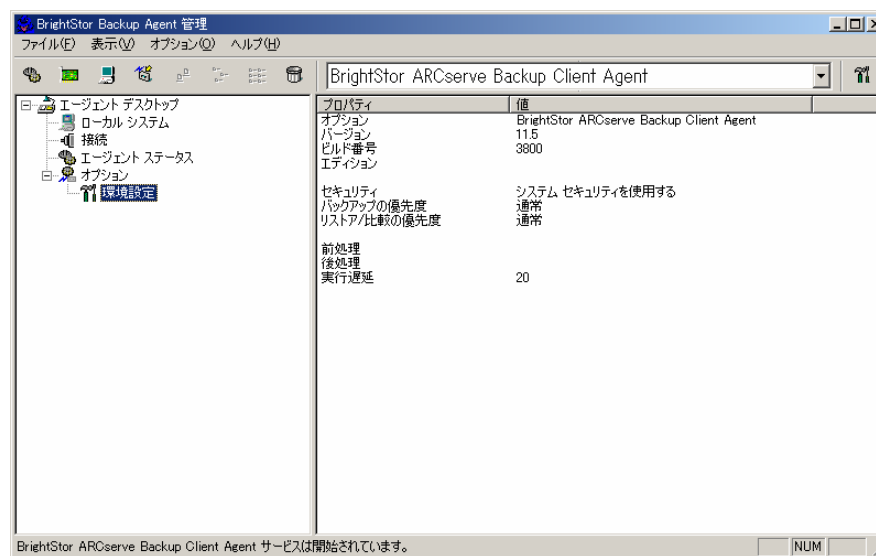 BrightStor Backup Agent 管理
ファイル(F) 表示(V) オプション(O) ヘルプ(H)
BrightStor ARCserve Backup Client Agent
エージェント デスクトップ
ローカル システム
接続
エージェント ステータス
オプション
環境設定
プロパティ 値
オプション BrightStor ARCserve Backup Client Agent
バージョン 11.5
ビルド番号 3800
エディション
セキュリティ システム セキュリティを使用する
バックアップの優先度 通常
リストア/比較の優先度 通常
前処理
後処理
実行遅延 20
BrightStor ARCserve Backup Client Agent サービスは開始されています。
NUM